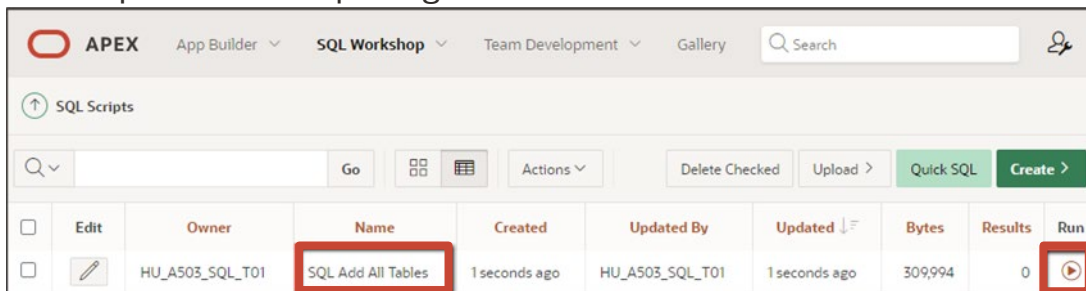 APEX App Builder SQL Workshop Team Development Gallery Search
SQL Scripts
Go Actions Delete Checked Upload > Quick SQL Create >
Edit Owner Name Created Updated By Updated Bytes Results Run
HU_A503_SQL_T01 SQL Add All Tables 1 seconds ago HU_A503_SQL_T01 1 seconds ago 309,994 0